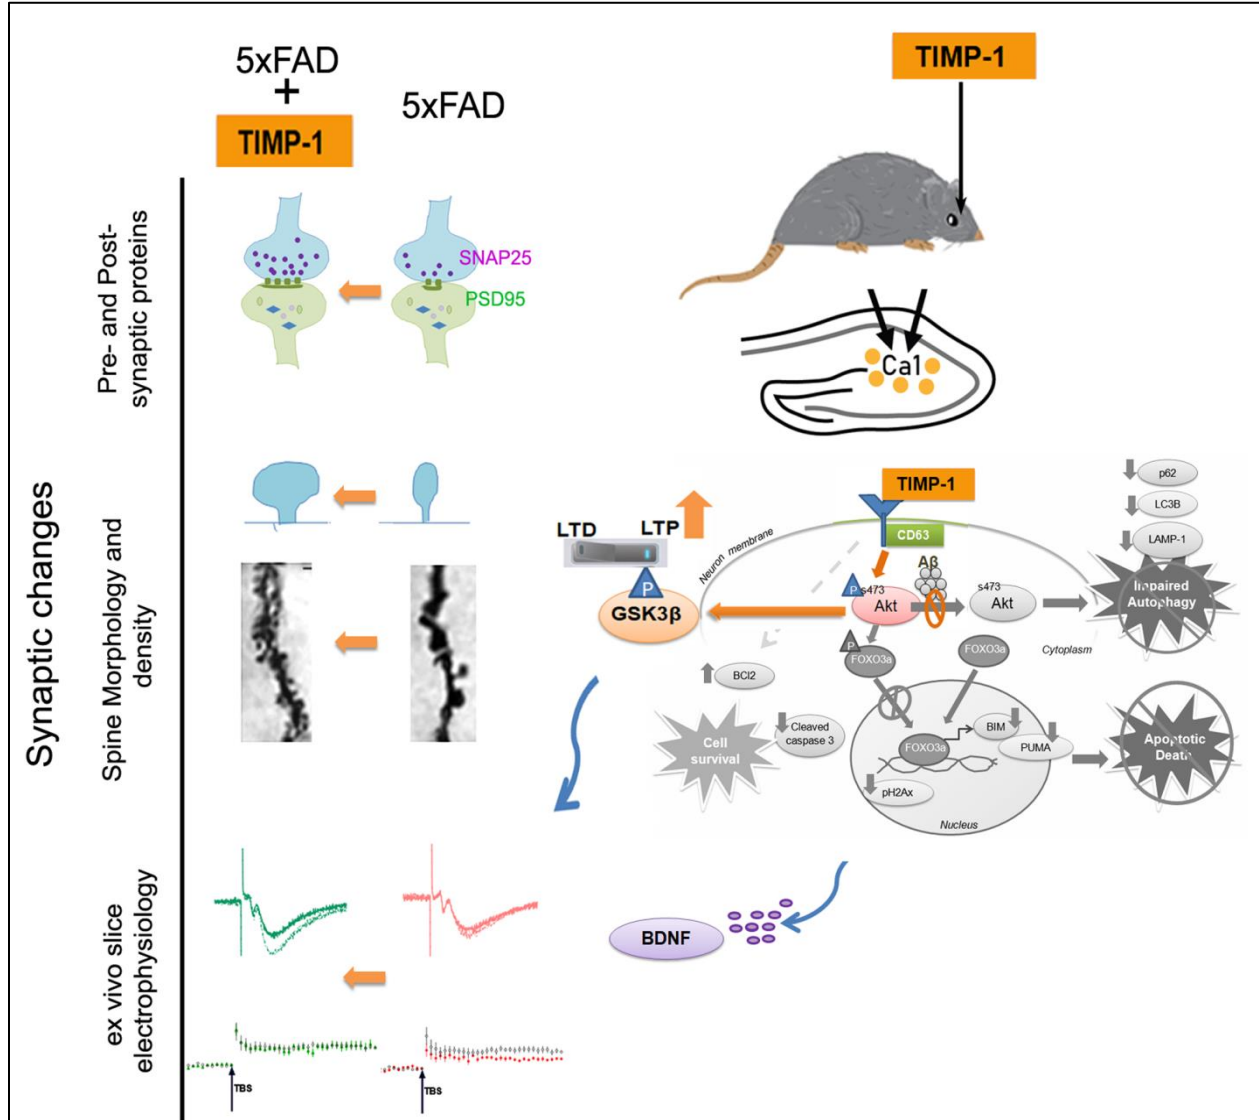 5xFAD
+
TIMP-1
5xFAD
TIMP-1
Synaptic changes
Pre- and Post-
synaptic proteins
SNAP25
PSD95
Ca1
Spine Morphology and
density
LTD
LTP
P
GSK3β
Neuron membrane
TIMP-1
CD63
Aβ
P
s473
Akt
s473
Akt
p62
LC3B
LAMP-1
Impaired
Autophagy
P
FOXO3a
FOXO3a
Cytoplasm
BCl2
Cleaved
caspase 3
Cell
survival
FOXO3a
BIM
PUMA
Apoptotic
Death
pH2Ax
Nucleus
ex vivo slice
electrophysiology
BDNF
TBS
TBS